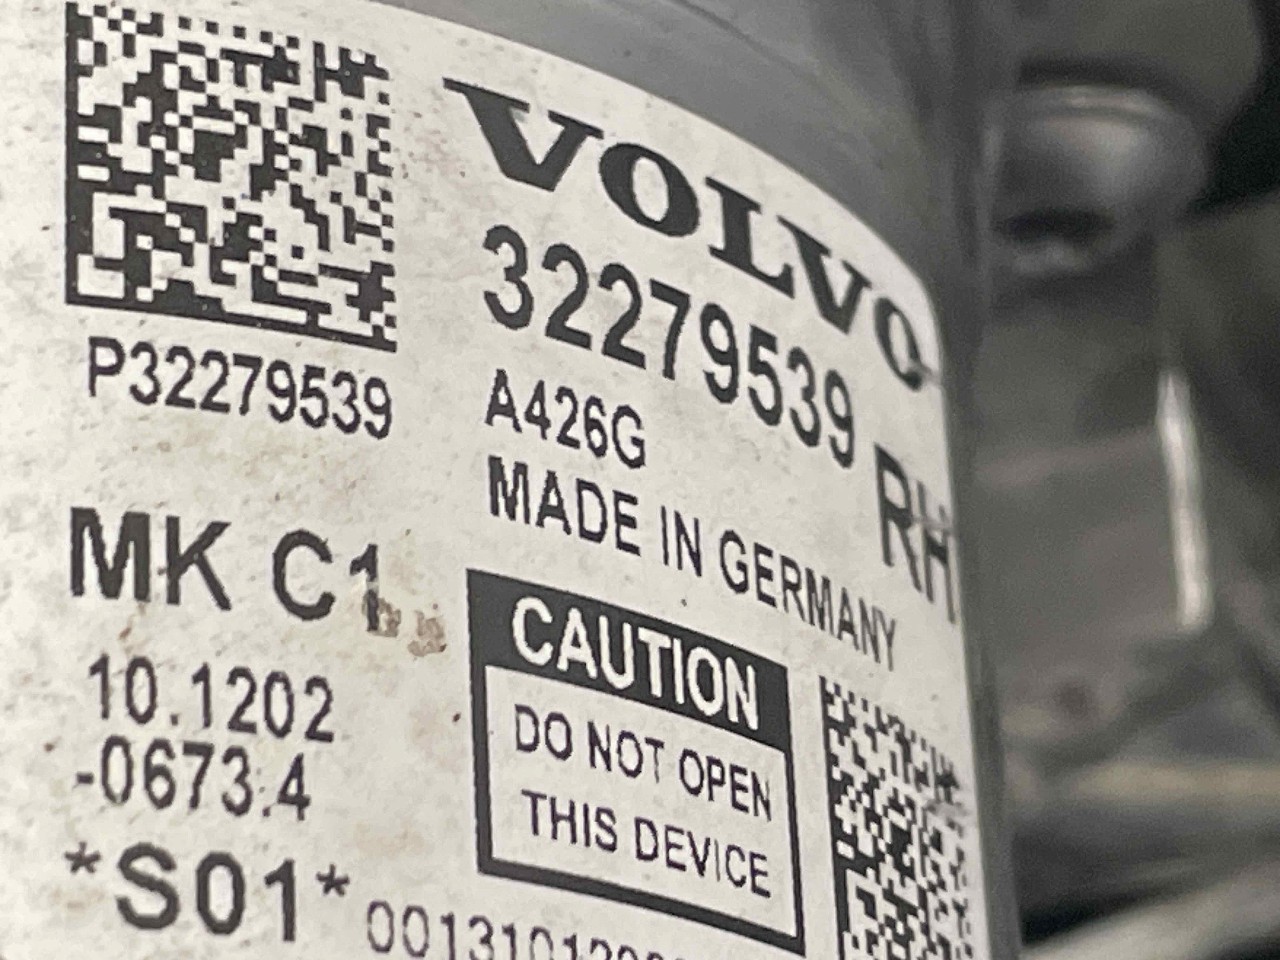 VOLVO
32279539
RH
P32279539
A426G
MADE IN GERMANY
MK C1
10.1202
-0673.4
*S01*
CAUTION
DO NOT OPEN
THIS DEVICE